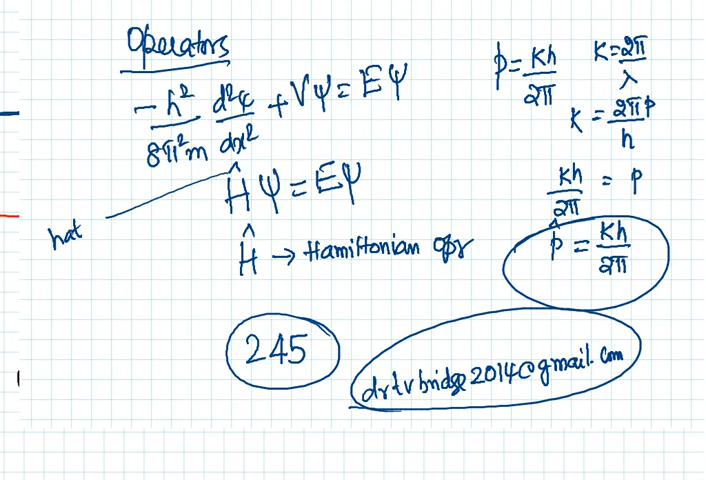 Operators
-h²/8π²m d²ψ/dx² + Vψ = Eψ
Ĥψ = Eψ
hat
Ĥ → Hamiltonian opr
245
drtvbridge2014@gmail.com
p = Kh/2π
K = 2π/λ
K = 2πp/h
Kh/2π = p
p̂ = Kh/2π